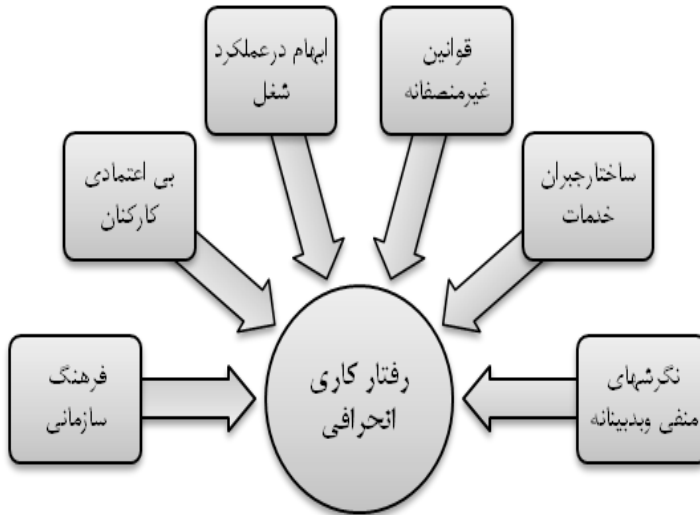 ابهام درعملکرد
شغل
قوانین
غیرمنصفانه
بی اعتمادی
کارکنان
ساختارجبران
خدمات
فرهنگ
سازمانی
رفتار کاری
انحرافی
نگرشهای
منفی وبدبینانه